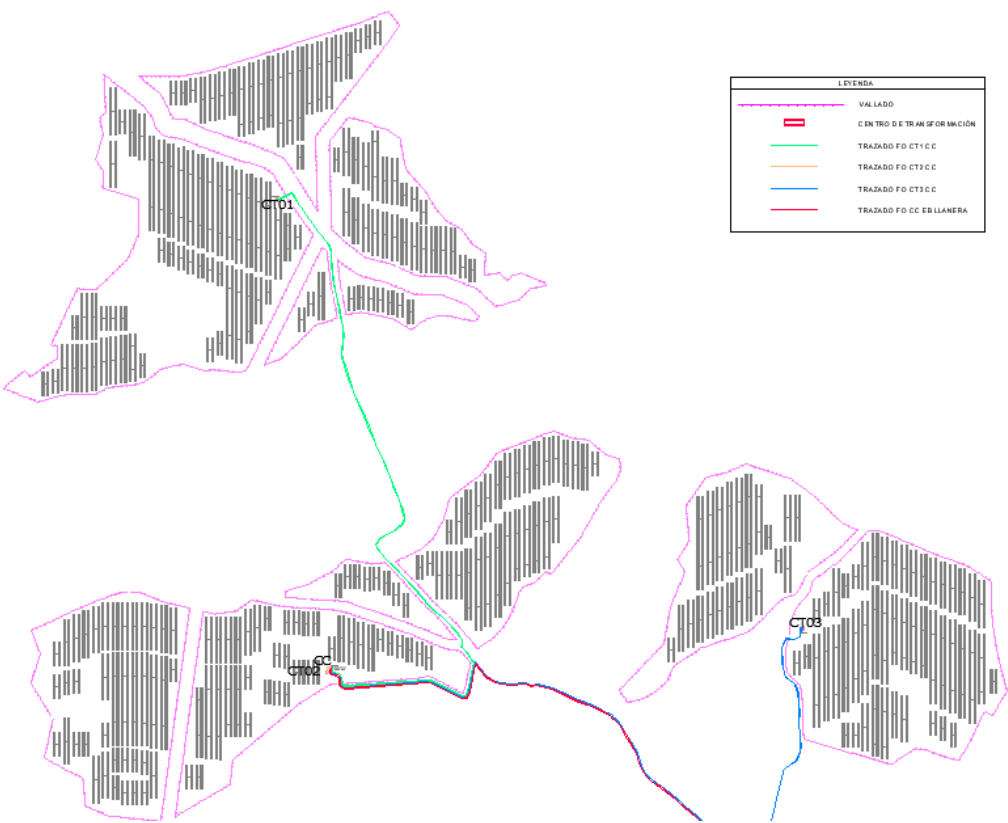 LEYENDA
VALLADO
CENTRO DE TRANSFORMACIÓN
TRAZADO FO CT1 CC
TRAZADO FO CT2 CC
TRAZADO FO CT3 CC
TRAZADO FO CC EB LLANERA
CT01
CT03
CC
CT02